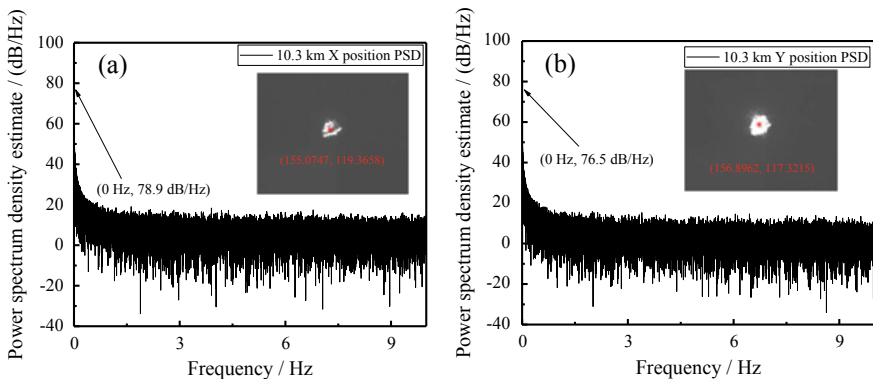 Power spectrum density estimate / (dB/Hz)
100
80
60
40
20
0
-20
-40
(a)
10.3 km X position PSD
(155.0747, 119.3658)
(0 Hz, 78.9 dB/Hz)
0
3
6
9
Frequency / Hz
Power spectrum density estimate / (dB/Hz)
100
80
60
40
20
0
-20
-40
(b)
10.3 km Y position PSD
(156.8962, 117.3215)
(0 Hz, 76.5 dB/Hz)
0
3
6
9
Frequency / Hz